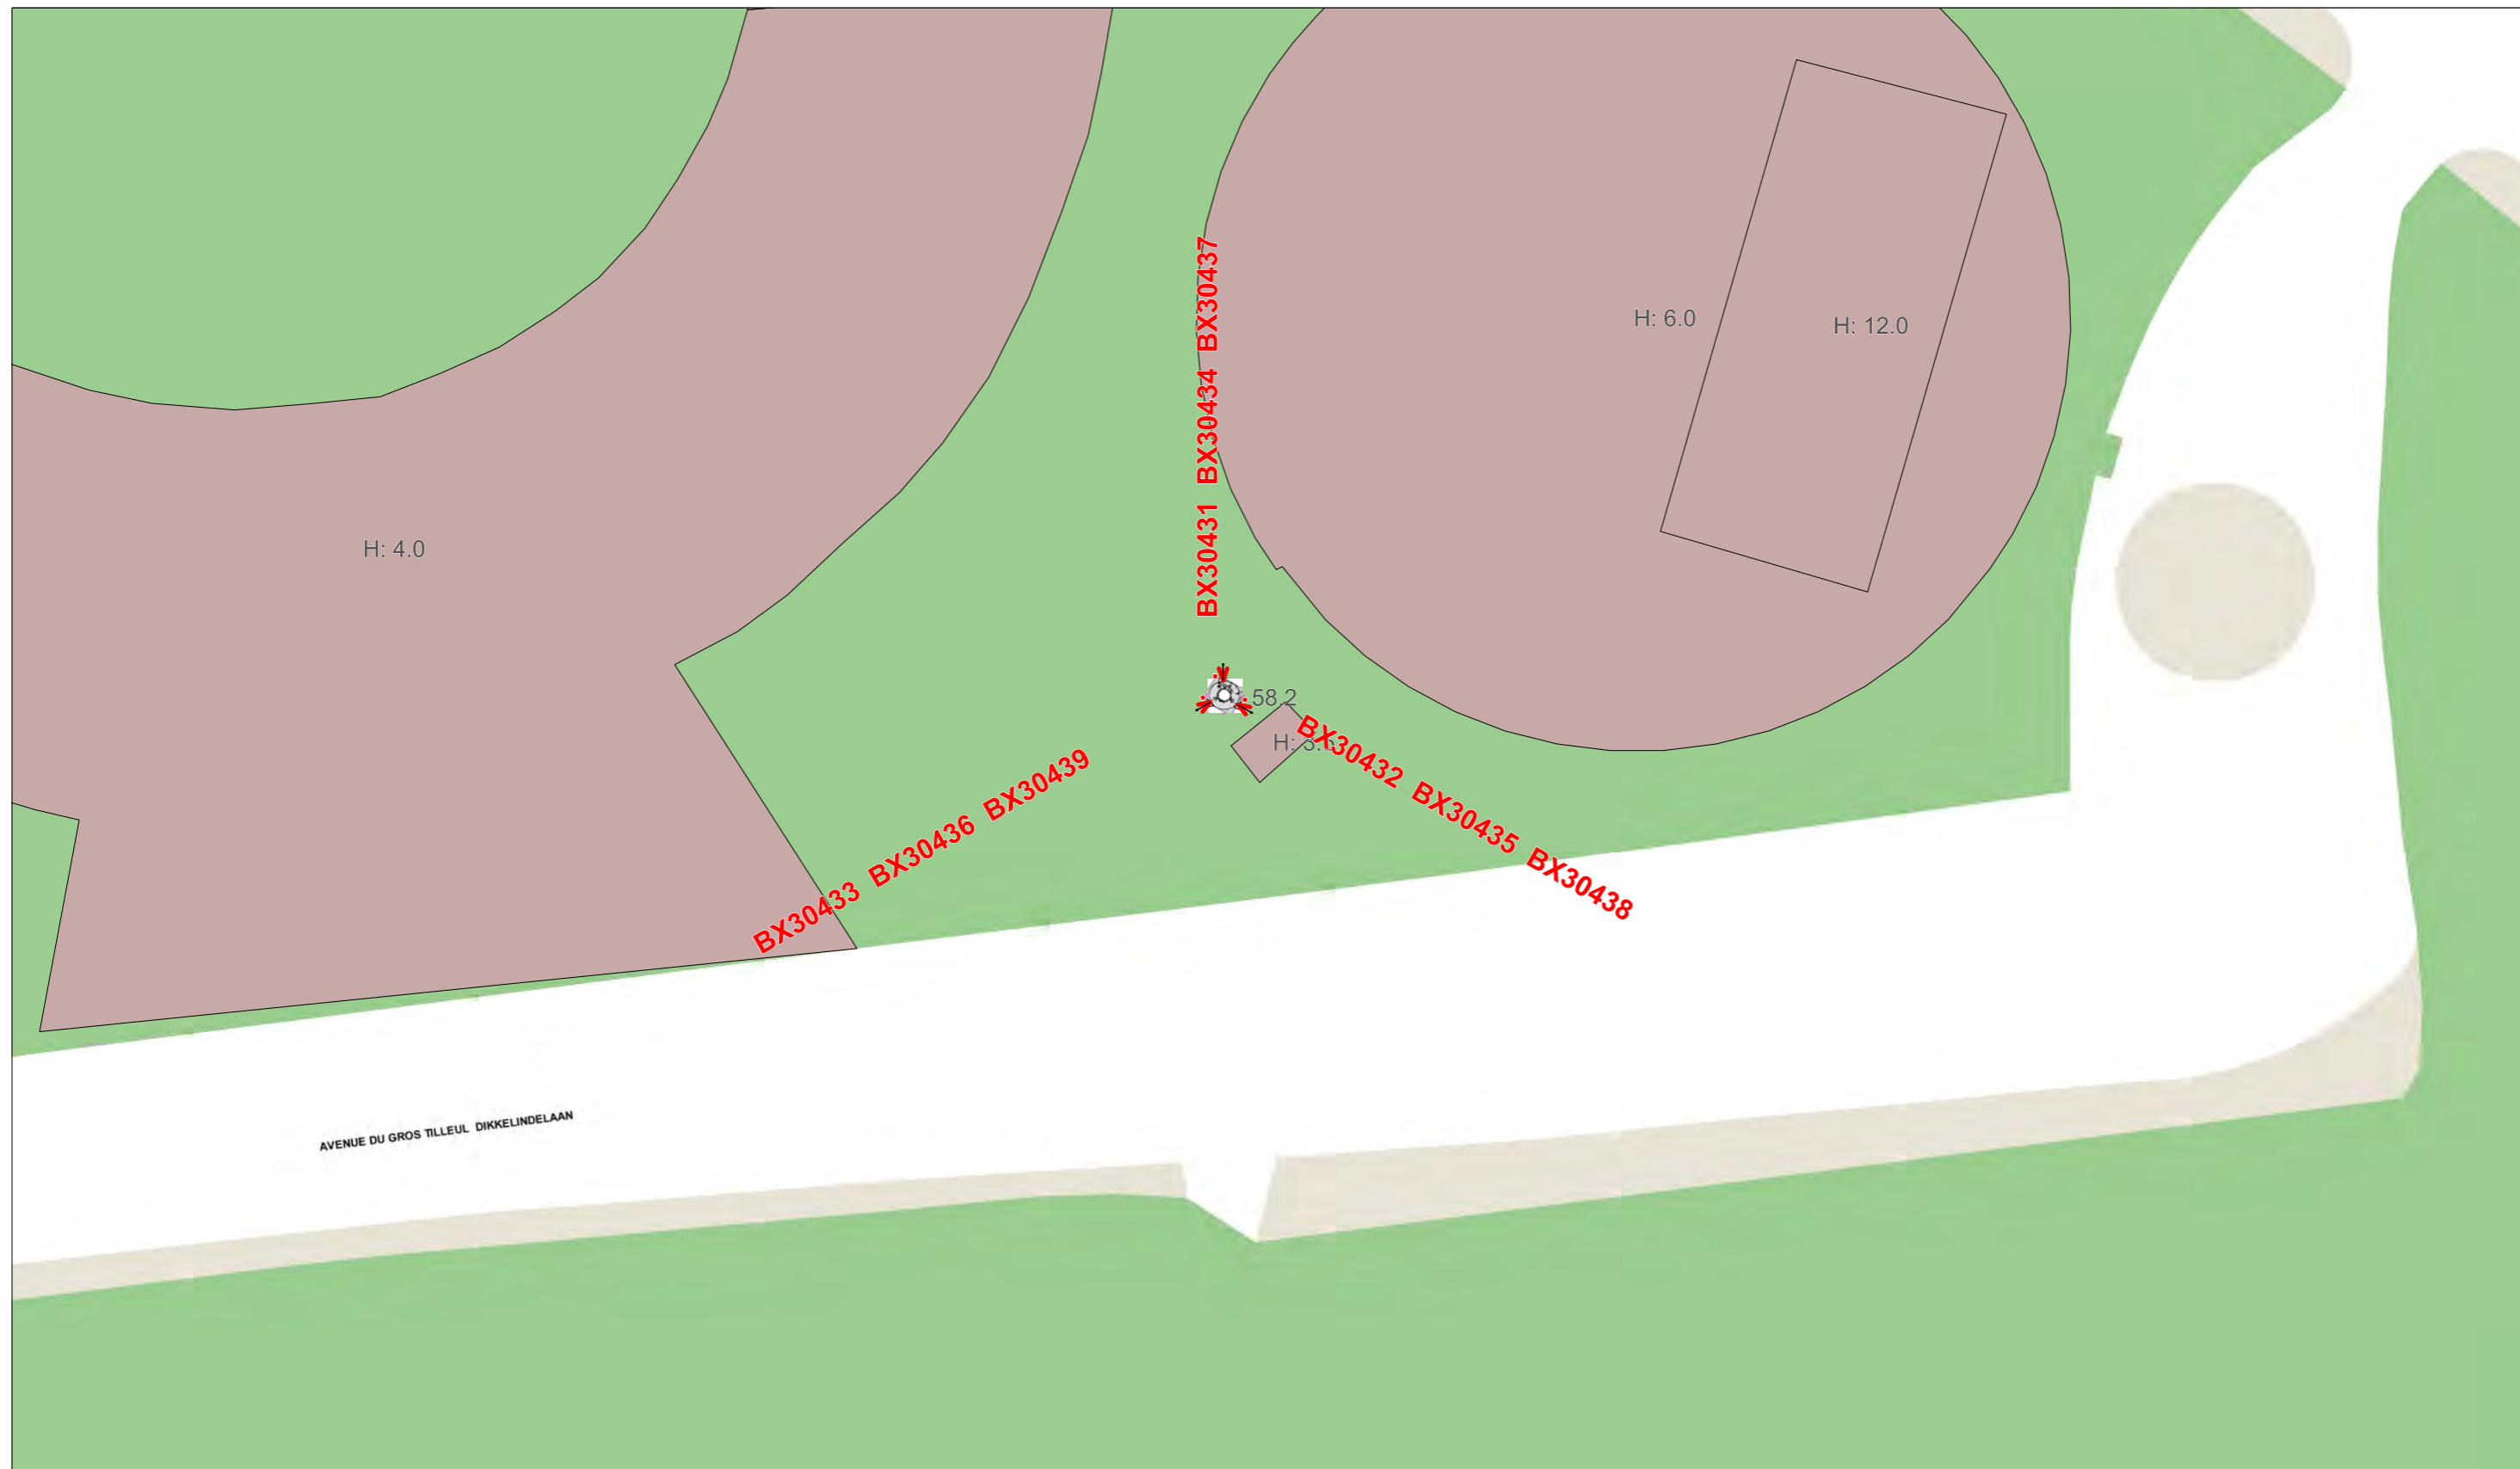 BX30431 BX30434 BX30437
H: 6.0
H: 12.0
H: 4.0
58.2
H:
BX30432 BX30435 BX30438
BX30433 BX30436 BX30439
AVENUE DU GROS TILLEUL DIKKELINDELAAN